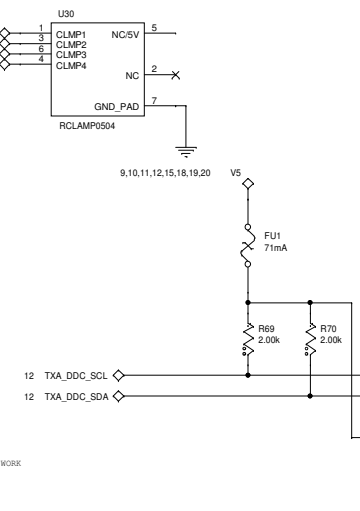 U30
1 CLMP1 NC/5V 5
3 CLMP2
6 CLMP3
4 CLMP4
NC 2
GND_PAD 7
RCLAMP0504
9,10,11,12,15,18,19,20 V5
FU1
71mA
R69 R70
2.00k 2.00k
12 TXA_DDC_SCL
12 TXA_DDC_SDA
WORK